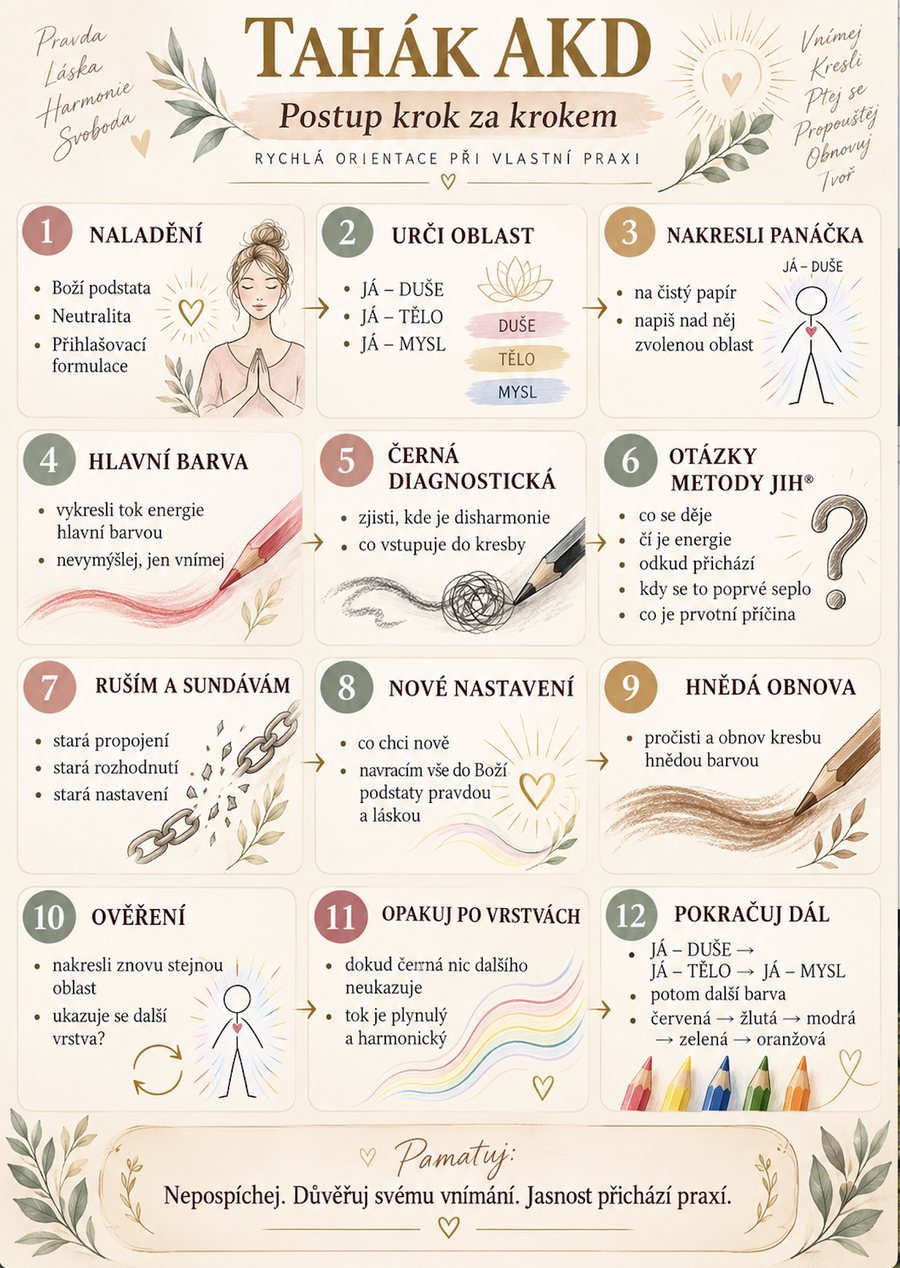 Pravda
Láska
Harmonie
Svoboda
TAHÁK AKD
Postup krok za krokem
RYCHLÁ ORIENTACE PŘI VLASTNÍ PRAXI
Vnímej
Kresli
Ptej se
Propouštěj
Obnovuj
Tvoř
1 NALADĚNÍ
• Boží podstata
• Neutralita
• Přihlašovací
formulace
2 URČI OBLAST
• JÁ – DUŠE
• JÁ – TĚLO
• JÁ – MYSL
DUŠE
TĚLO
MYSL
3 NAKRESLI PANÁČKA
• na čistý papír
• napiš nad něj
zvolenou oblast
JÁ – DUŠE
4 HLAVNÍ BARVA
• vykresli tok energie
hlavní barvou
• nevymýšlej, jen vnímej
5 ČERNÁ
DIAGNOSTICKÁ
• zjisti, kde je disharmonie
• co vstupuje do kresby
6 OTÁZKY
METODY JIH®
• co se děje
• čí je energie
• odkud přichází
• kdy se to poprvé seplo
• co je prvotní příčina
?
7 RUŠÍM A SUNDÁVÁM
• stará propojení
• stará rozhodnutí
• stará nastavení
8 NOVÉ NASTAVENÍ
• co chci nově
• navracím vše do Boží
podstaty pravdou
a láskou
9 HNĚDÁ OBNOVA
• pročisti a obnov kresbu
hnědou barvou
10 OVĚŘENÍ
• nakresli znovu stejnou
oblast
• ukazuje se další
vrstva?
11 OPAKUJ PO VRSTVÁCH
• dokud černá nic dalšího
neukazuje
• tok je plynulý
a harmonický
12 POKRAČUJ DÁL
• JÁ – DUŠE →
JÁ – TĚLO → JÁ – MYSL
• potom další barva
• červená → žlutá → modrá
→ zelená → oranžová
Pamatuj:
Nepospíchej. Důvěřuj svému vnímání. Jasnost přichází praxí.